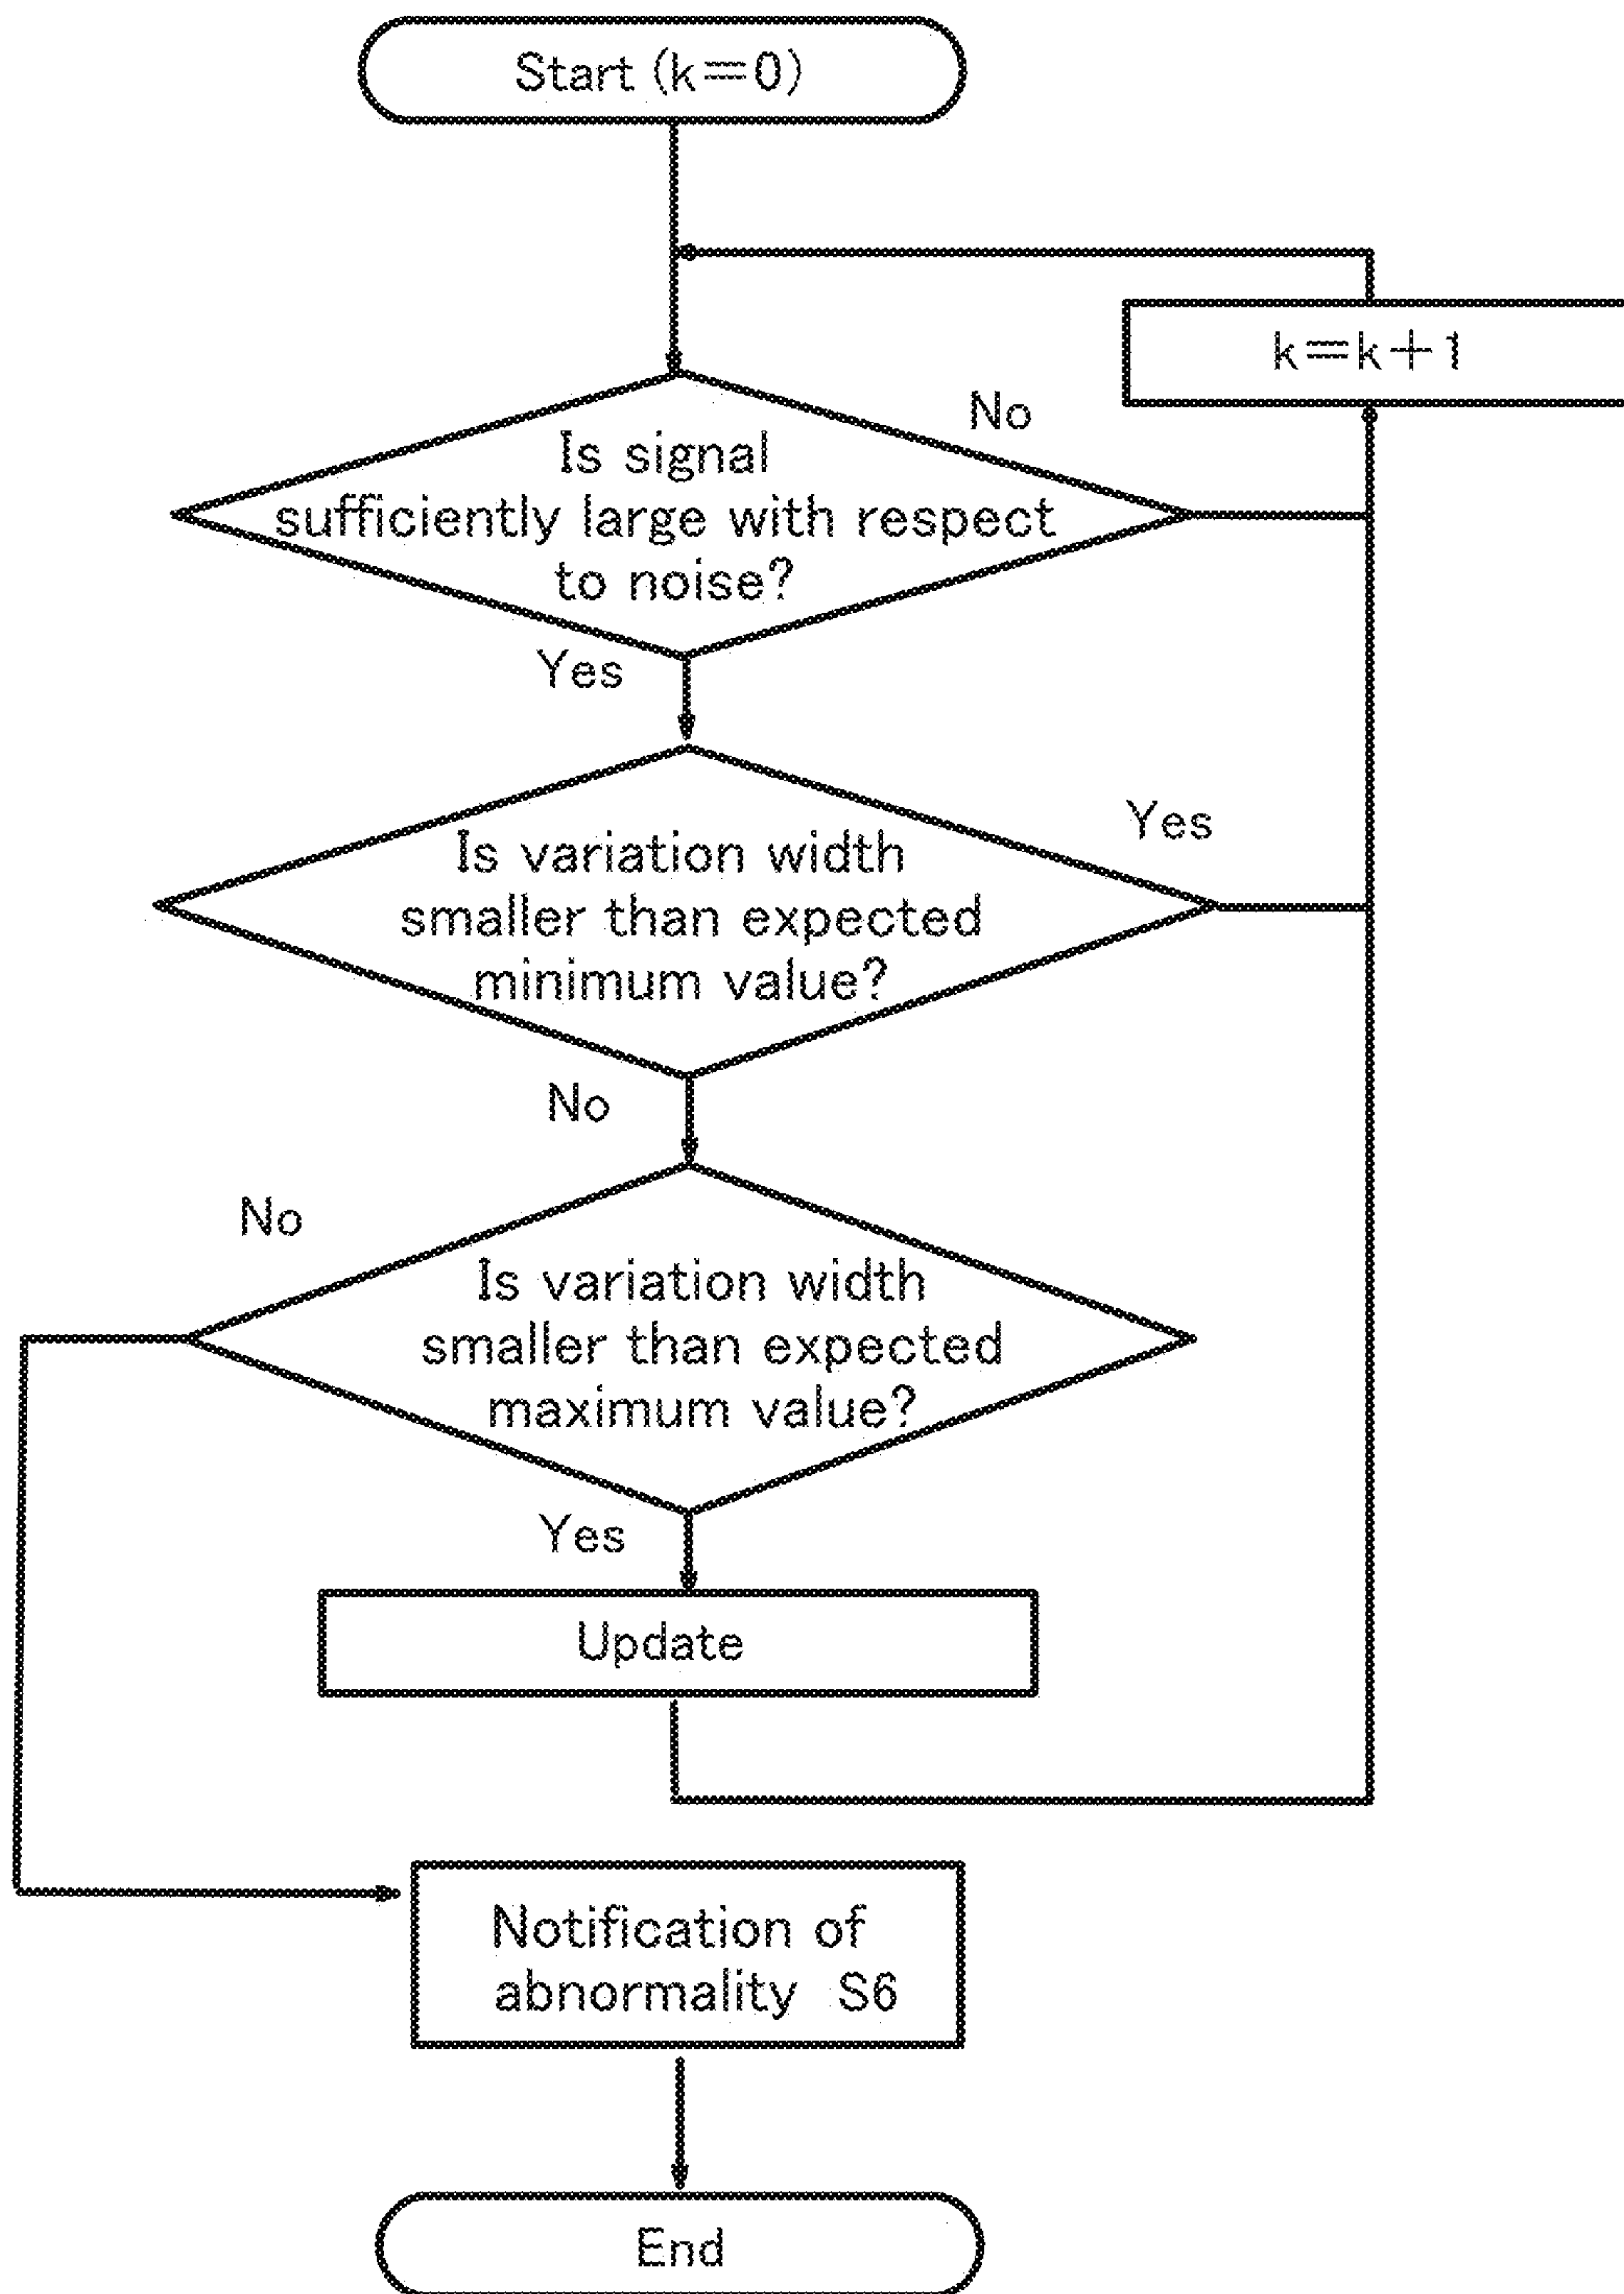 Start (k=0)
k=k+1
No
Is signal
sufficiently large with respect
to noise?
Yes
Yes
Is variation width
smaller than expected
minimum value?
No
No
Is variation width
smaller than expected
maximum value?
Yes
Update
Notification of
abnormality S6
End